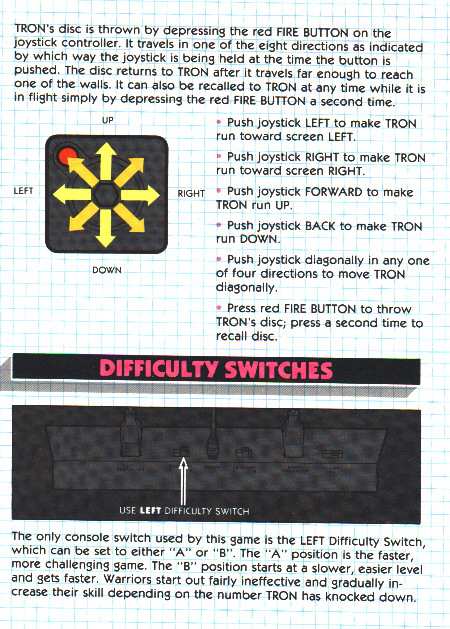 TRON's disc is thrown by depressing the red FIRE BUTTON on the
joystick controller. It travels in one of the eight directions as indicated
by which way the joystick is being held at the time the button is
pushed. The disc returns to TRON after it travels far enough to reach
one of the walls. It can also be recalled to TRON at any time while it is
in flight simply by depressing the red FIRE BUTTON a second time.
UP
LEFT
RIGHT
DOWN
• Push joystick LEFT to make TRON
run toward screen LEFT.
• Push joystick RIGHT to make TRON
run toward screen RIGHT.
• Push joystick FORWARD to make
TRON run UP.
• Push joystick BACK to make TRON
run DOWN.
• Push joystick diagonally in any one
of four directions to move TRON
diagonally.
• Press red FIRE BUTTON to throw
TRON's disc; press a second time to
recall disc.
DIFFICULTY SWITCHES
USE LEFT DIFFICULTY SWITCH
The only console switch used by this game is the LEFT Difficulty Switch,
which can be set to either "A" or "B". The "A" position is the faster,
more challenging game. The "B" position starts at a slower, easier level
and gets faster. Warriors start out fairly ineffective and gradually in-
crease their skill depending on the number TRON has knocked down.